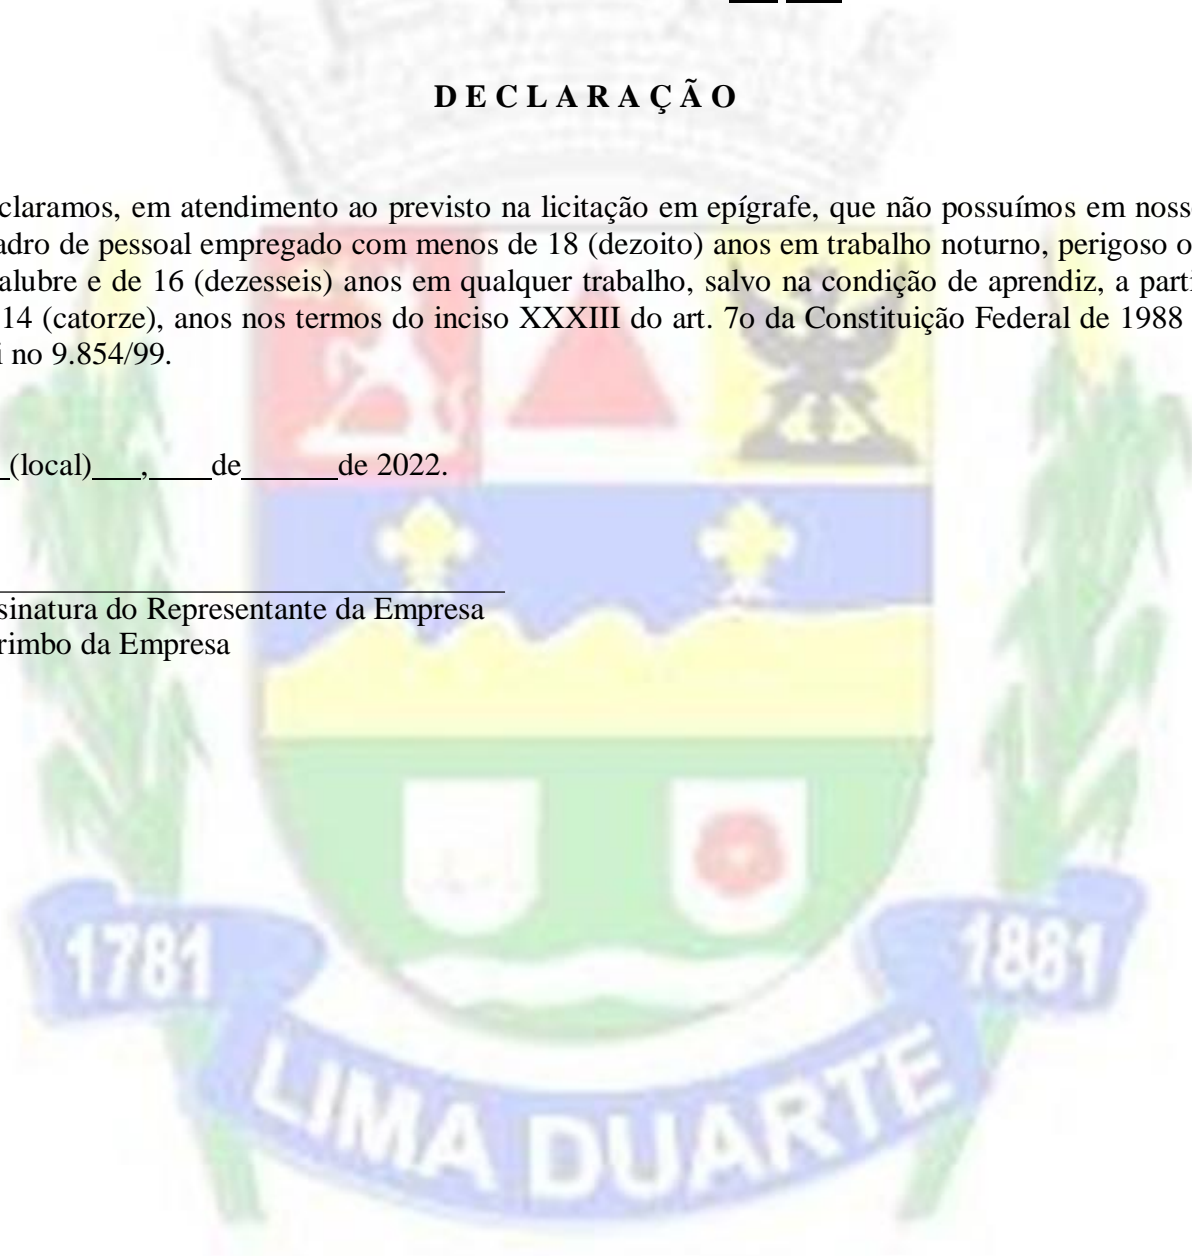 D E C L A R A Ç Ã O
claramos, em atendimento ao previsto na licitação em epígrafe, que não possuímos em noss
adro de pessoal empregado com menos de 18 (dezoito) anos em trabalho noturno, perigoso o
alubre e de 16 (dezesseis) anos em qualquer trabalho, salvo na condição de aprendiz, a parti
14 (catorze), anos nos termos do inciso XXXIII do art. 7o da Constituição Federal de 1988
i no 9.854/99.
_(local)___,____de______de 2022.
sinatura do Representante da Empresa
rimbo da Empresa
1781
1881
LIMA DUARTE